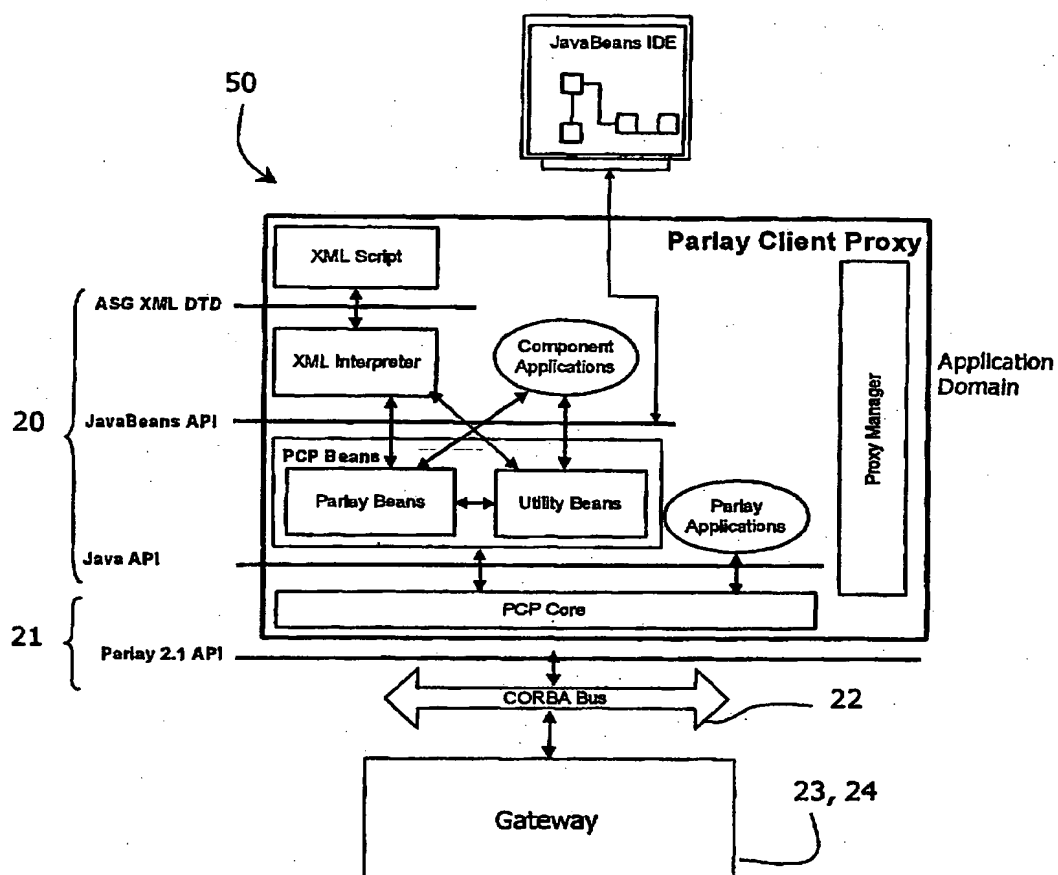 JavaBeans IDE
50
Parlay Client Proxy
XML Script
ASG XML DTD
XML Interpreter
Component
Applications
Application
Domain
Proxy Manager
20
JavaBeans API
PCP Beans
Parlay Beans
Utility Beans
Parlay
Applications
Java API
PCP Core
21
Parlay 2.1 API
CORBA Bus
22
23, 24
Gateway